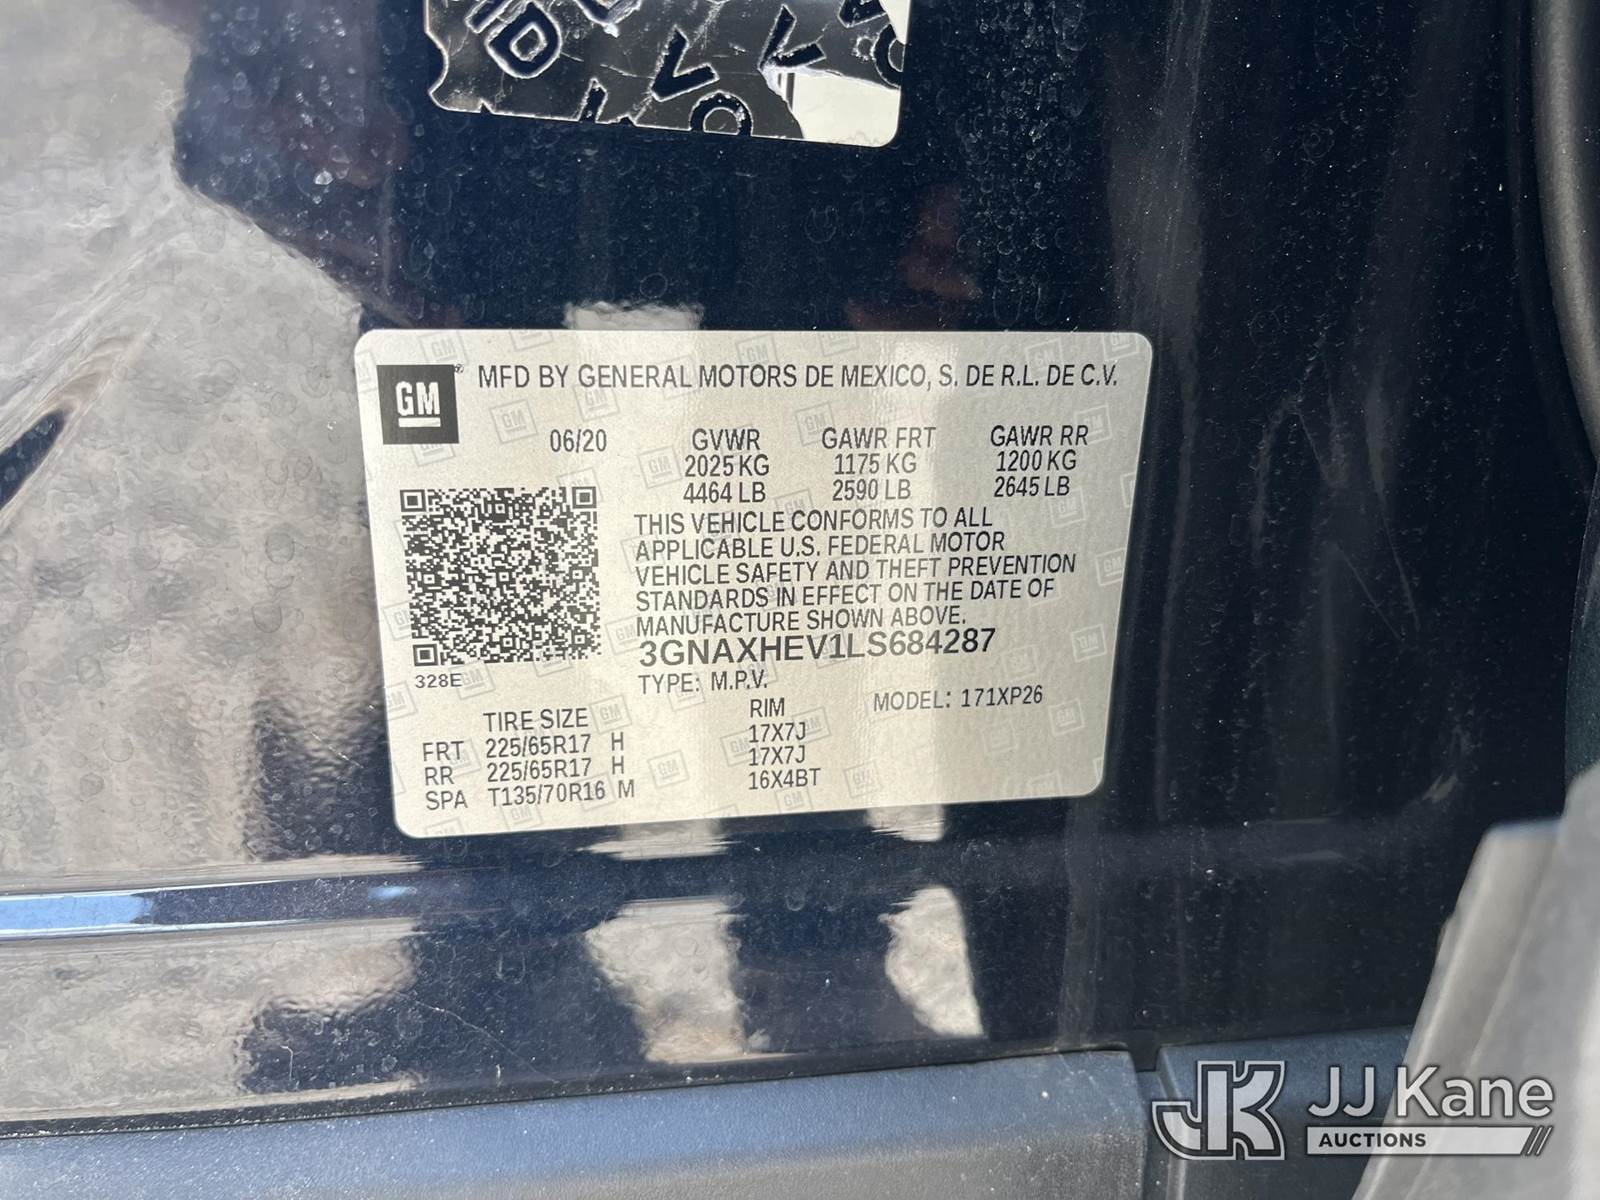 VOID
GM
MFD BY GENERAL MOTORS DE MEXICO, S. DE R.L. DE C.V.
06/20 GVWR GAWR FRT GAWR RR
2025 KG 1175 KG 1200 KG
4464 LB 2590 LB 2645 LB
THIS VEHICLE CONFORMS TO ALL
APPLICABLE U.S. FEDERAL MOTOR
VEHICLE SAFETY AND THEFT PREVENTION
STANDARDS IN EFFECT ON THE DATE OF
MANUFACTURE SHOWN ABOVE.
3GNAXHEV1LS684287
328E
TYPE: M.P.V.
MODEL: 171XP26
TIRE SIZE RIM
FRT 225/65R17 H 17X7J
RR 225/65R17 H 17X7J
SPA T135/70R16 M 16X4BT
JK JJ Kane
AUCTIONS